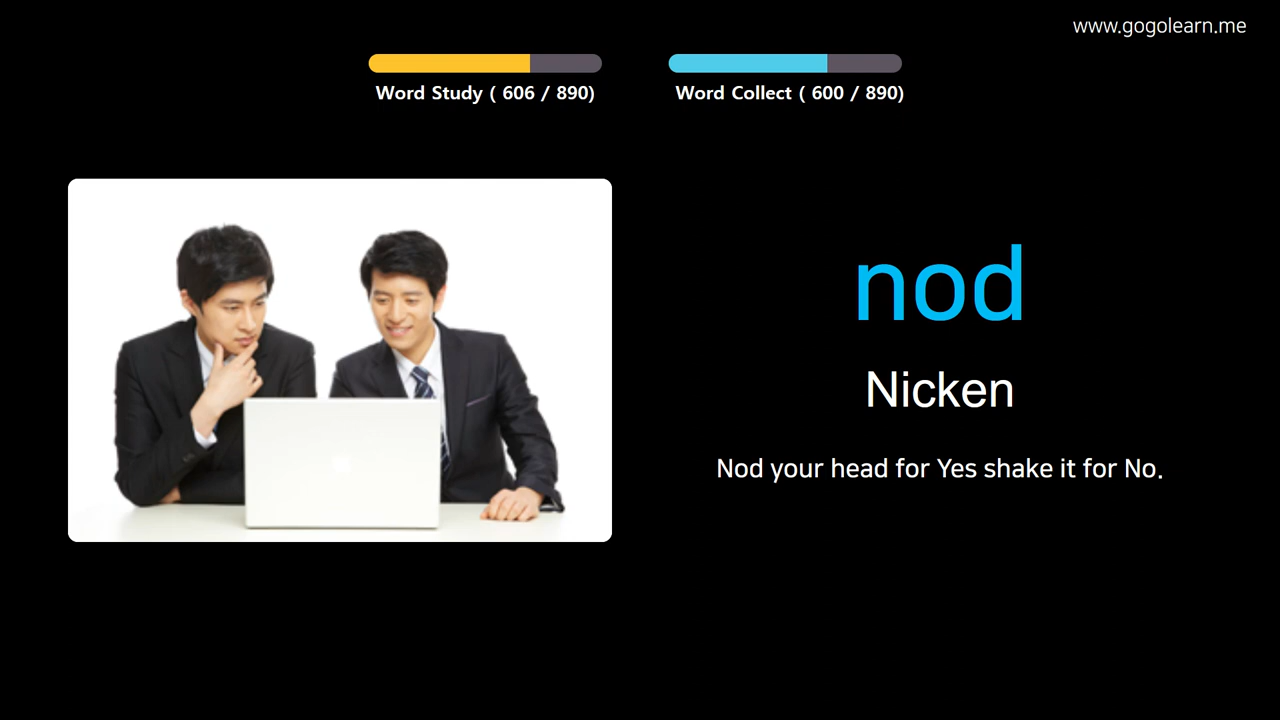 www.gogolearn.me
Word Study ( 606 / 890)
Word Collect ( 600 / 890)
nod
Nicken
Nod your head for Yes shake it for No.